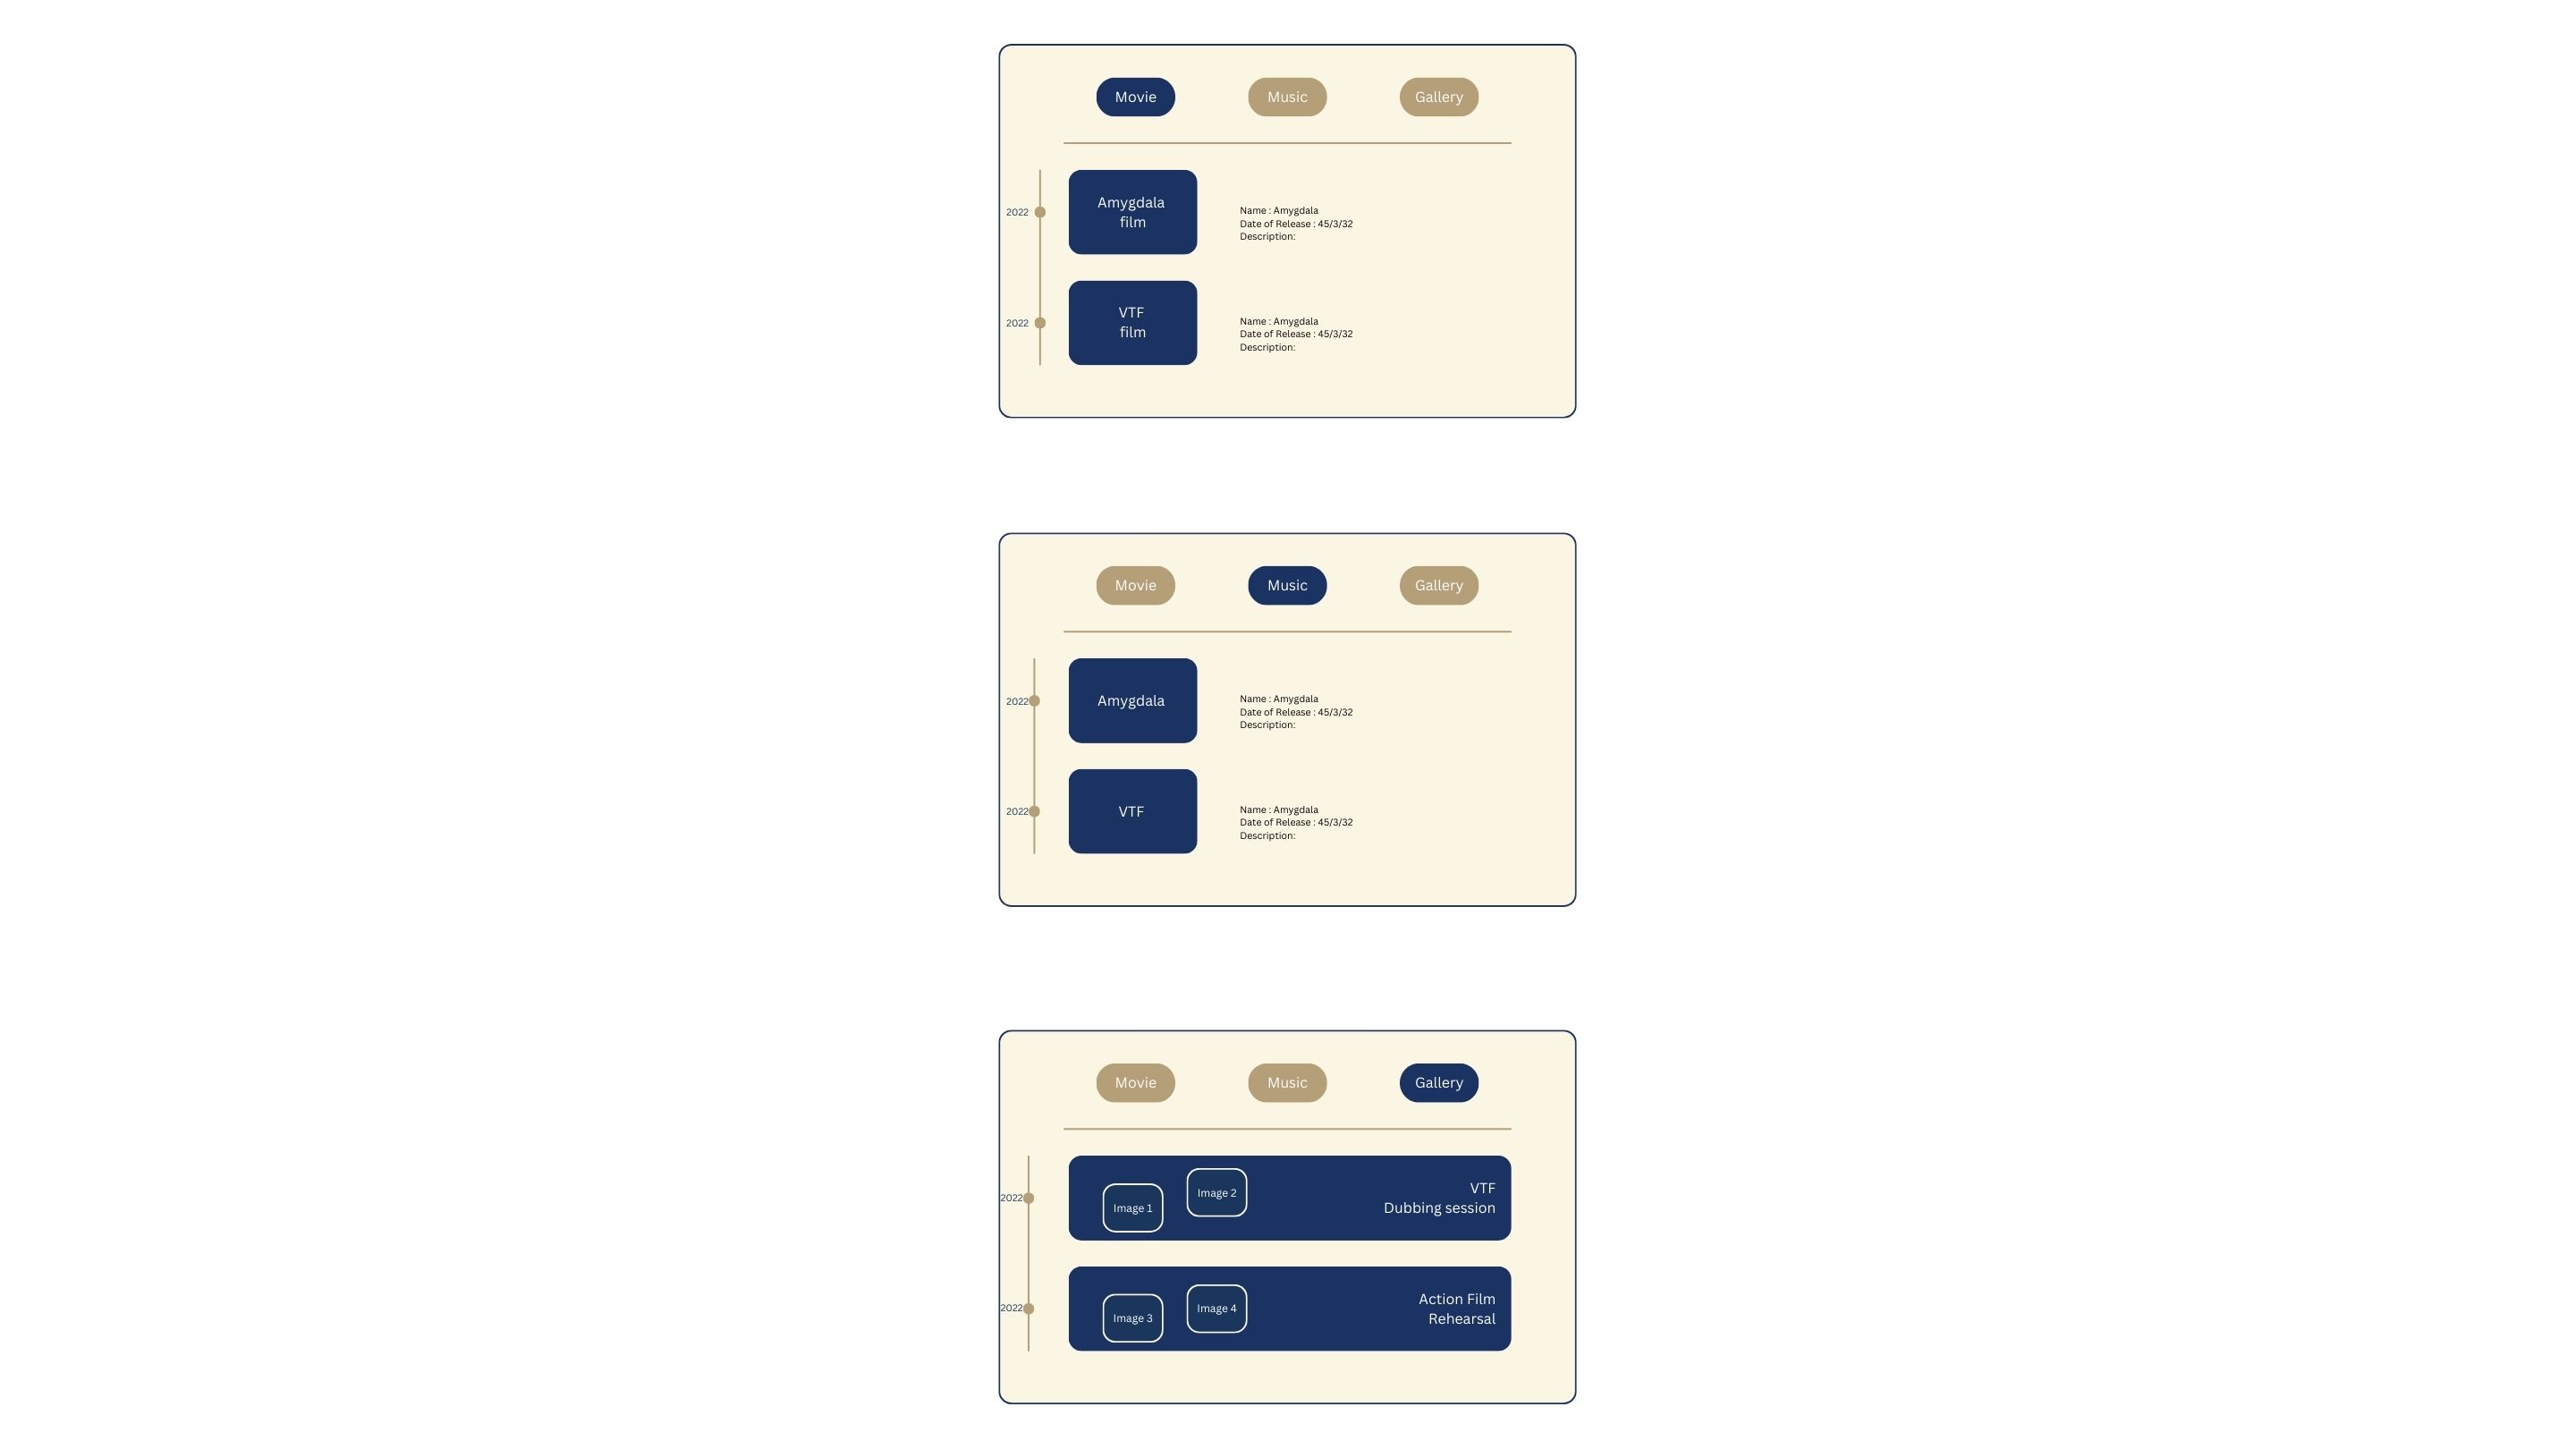 Movie
Music
Gallery
2022
Amygdala
film
Name : Amygdala
Date of Release : 45/3/32
Description:
2022
VTF
film
Name : Amygdala
Date of Release : 45/3/32
Description:
Movie
Music
Gallery
2022
Amygdala
Name : Amygdala
Date of Release : 45/3/32
Description:
2022
VTF
Name : Amygdala
Date of Release : 45/3/32
Description:
Movie
Music
Gallery
2022
Image 1
Image 2
VTF
Dubbing session
2022
Image 3
Image 4
Action Film
Rehearsal